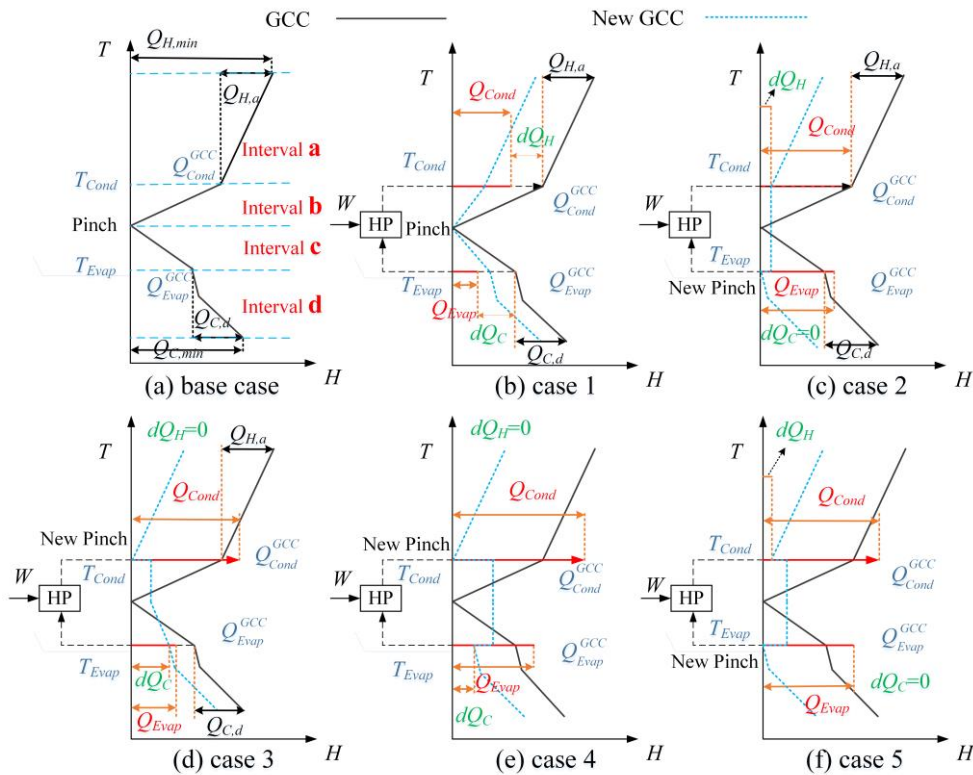 GCC
New GCC
T
Q_{H,min}
Q_{H,a}
Q_{Cond}^{GCC}
Interval a
T_{Cond}
Interval b
Pinch
Interval c
T_{Evap}
Q_{Evap}^{GCC}
Interval d
Q_{C,d}
Q_{C,min}
H
(a) base case
T
Q_{H,a}
Q_{Cond}
dQ_H
T_{Cond}
Q_{Cond}^{GCC}
W
HP
Pinch
T_{Evap}
Q_{Evap}^{GCC}
Q_{Evap}
dQ_C
Q_{C,d}
H
(b) case 1
T
dQ_H
Q_{H,a}
Q_{Cond}
T_{Cond}
Q_{Cond}^{GCC}
W
HP
T_{Evap}
New Pinch
Q_{Evap}
Q_{Evap}^{GCC}
dQ_C=0
Q_{C,d}
H
(c) case 2
dQ_H=0
T
Q_{H,a}
Q_{Cond}
New Pinch
T_{Cond}
Q_{Cond}^{GCC}
W
HP
Q_{Evap}^{GCC}
T_{Evap}
dQ_C
Q_{Evap}
Q_{C,d}
H
(d) case 3
dQ_H=0
T
Q_{Cond}
New Pinch
T_{Cond}
Q_{Cond}^{GCC}
W
HP
Q_{Evap}^{GCC}
T_{Evap}
Q_{Evap}
dQ_C
H
(e) case 4
dQ_H
T
Q_{Cond}
T_{Cond}
Q_{Cond}^{GCC}
W
HP
T_{Evap}
Q_{Evap}^{GCC}
New Pinch
Q_{Evap}
dQ_C=0
H
(f) case 5